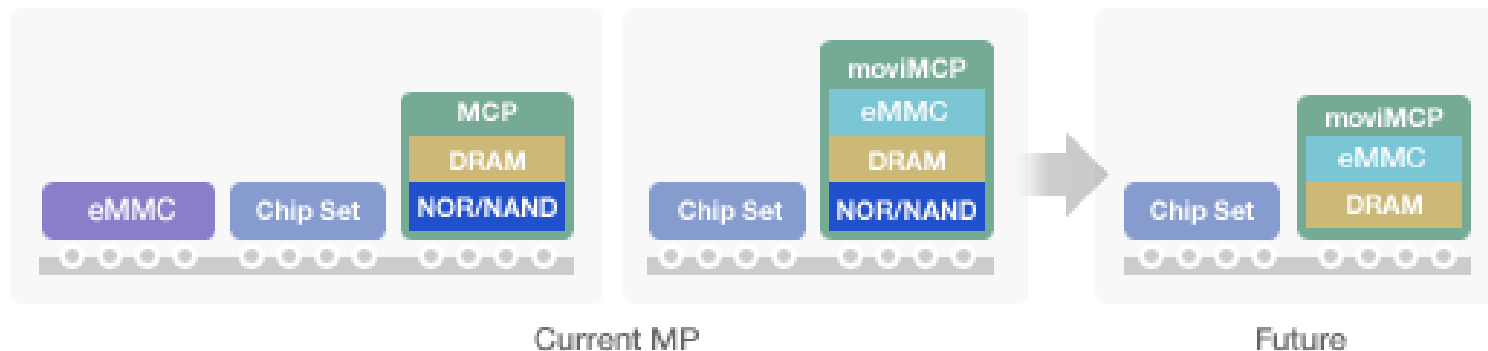 eMMC
Chip Set
MCP
DRAM
NOR/NAND
Chip Set
moviMCP
eMMC
DRAM
NOR/NAND
Current MP
Chip Set
moviMCP
eMMC
DRAM
Future